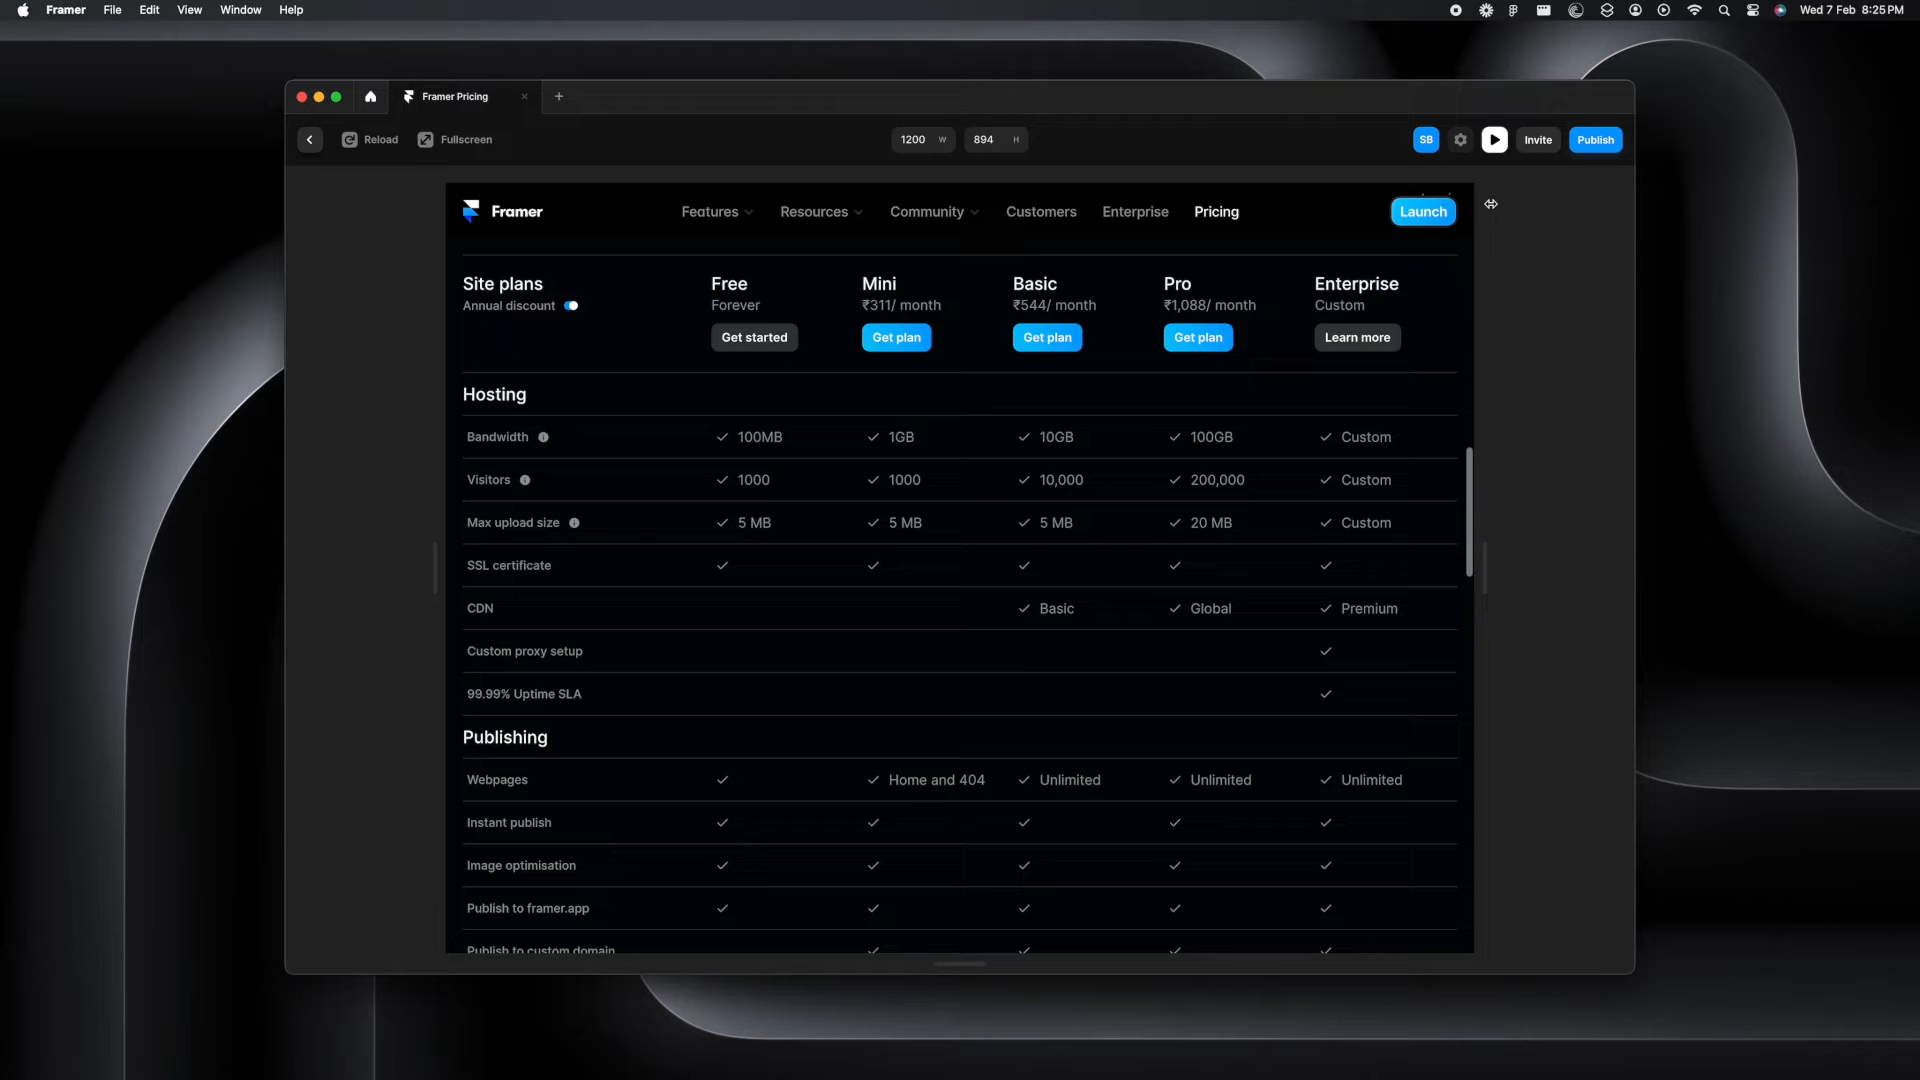 Framer File Edit View Window Help Wed 7 Feb 8:25 PM
Framer Pricing
Reload Fullscreen 1200 W 894 H SB Invite Publish
Framer Features Resources Community Customers Enterprise Pricing Launch
Site plans Free Mini Basic Pro Enterprise
Annual discount Forever ₹311/ month ₹544/ month ₹1,088/ month Custom
Get started Get plan Get plan Get plan Learn more
Hosting
Bandwidth 100MB 1GB 10GB 100GB Custom
Visitors 1000 1000 10,000 200,000 Custom
Max upload size 5 MB 5 MB 5 MB 20 MB Custom
SSL certificate
CDN Basic Global Premium
Custom proxy setup
99.99% Uptime SLA
Publishing
Webpages Home and 404 Unlimited Unlimited Unlimited
Instant publish
Image optimisation
Publish to framer.app
Publish to custom domain